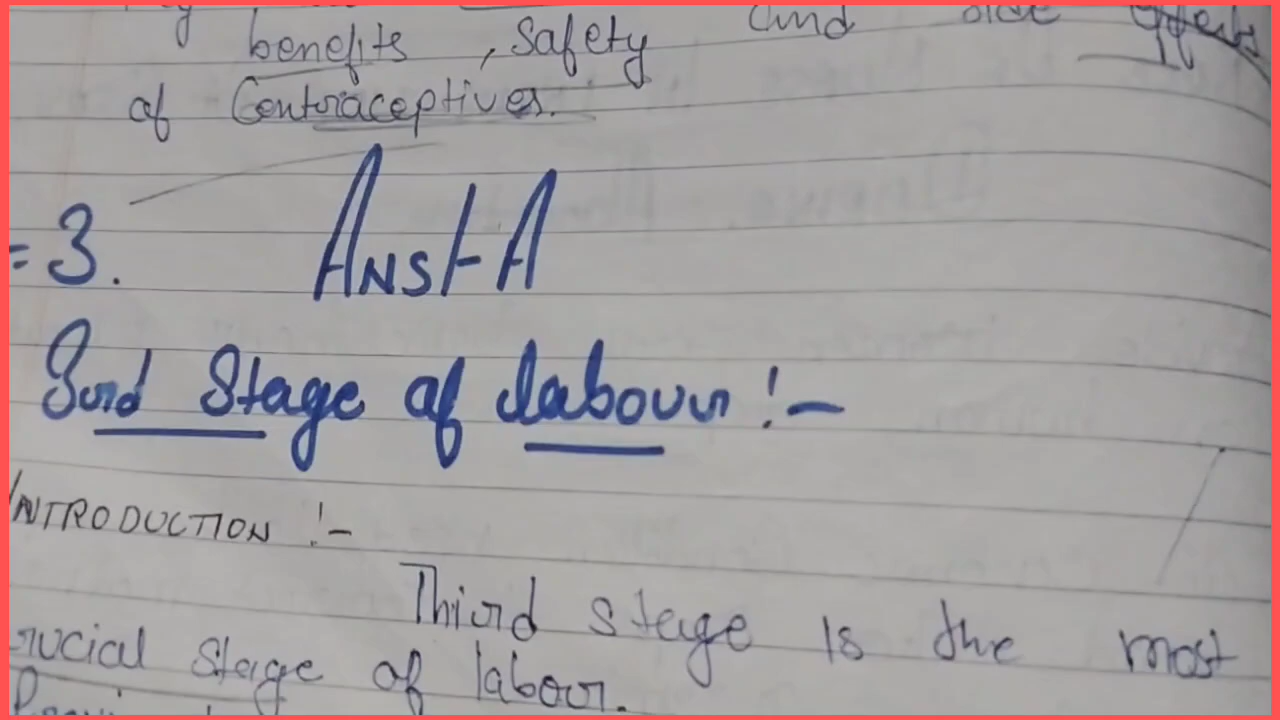 benefits, Safety and side effects
of Contraceptives.
=3. Ans-A
3rd Stage of labour :-
INTRODUCTION :-
Third stage is the most
rucial stage of labour.